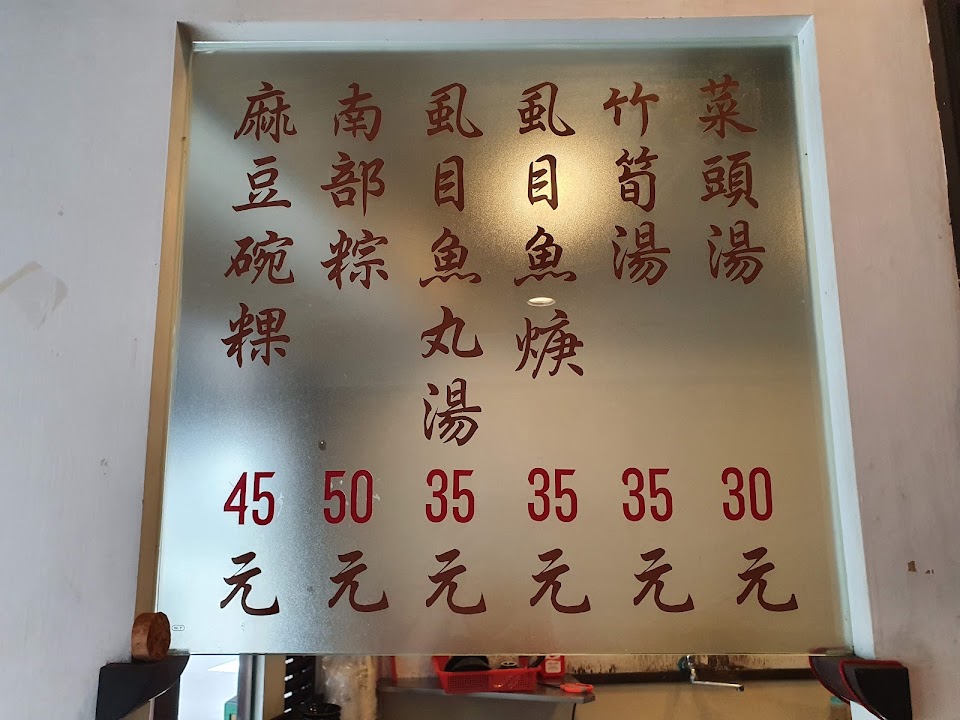 菜頭湯 30元
竹筍湯 35元
虱目魚焿 35元
虱目魚丸湯 35元
南部粽 50元
麻豆碗粿 45元